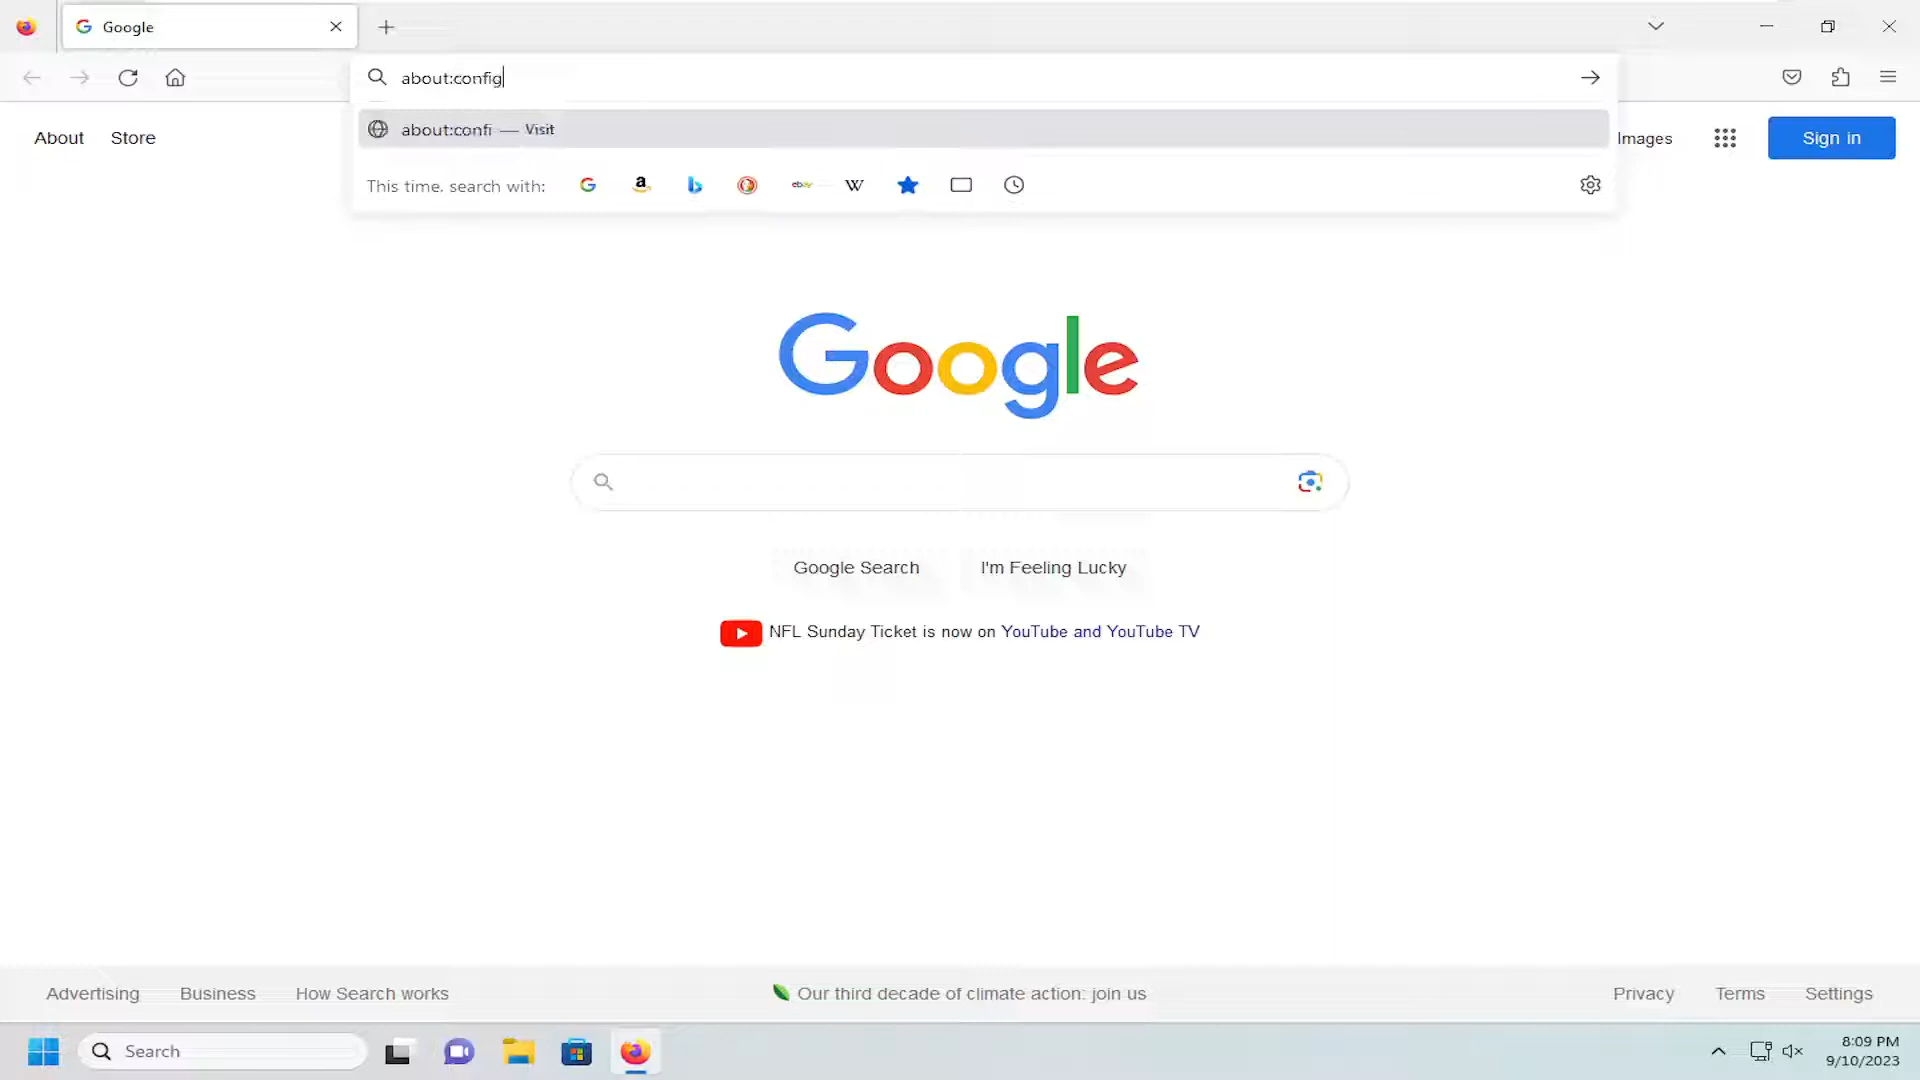 Google
about:config
about:confi — Visit
About Store Images Sign in
This time. search with:
Google
Google Search I'm Feeling Lucky
NFL Sunday Ticket is now on YouTube and YouTube TV
Advertising Business How Search works Our third decade of climate action: join us Privacy Terms Settings
Search
8:09 PM
9/10/2023